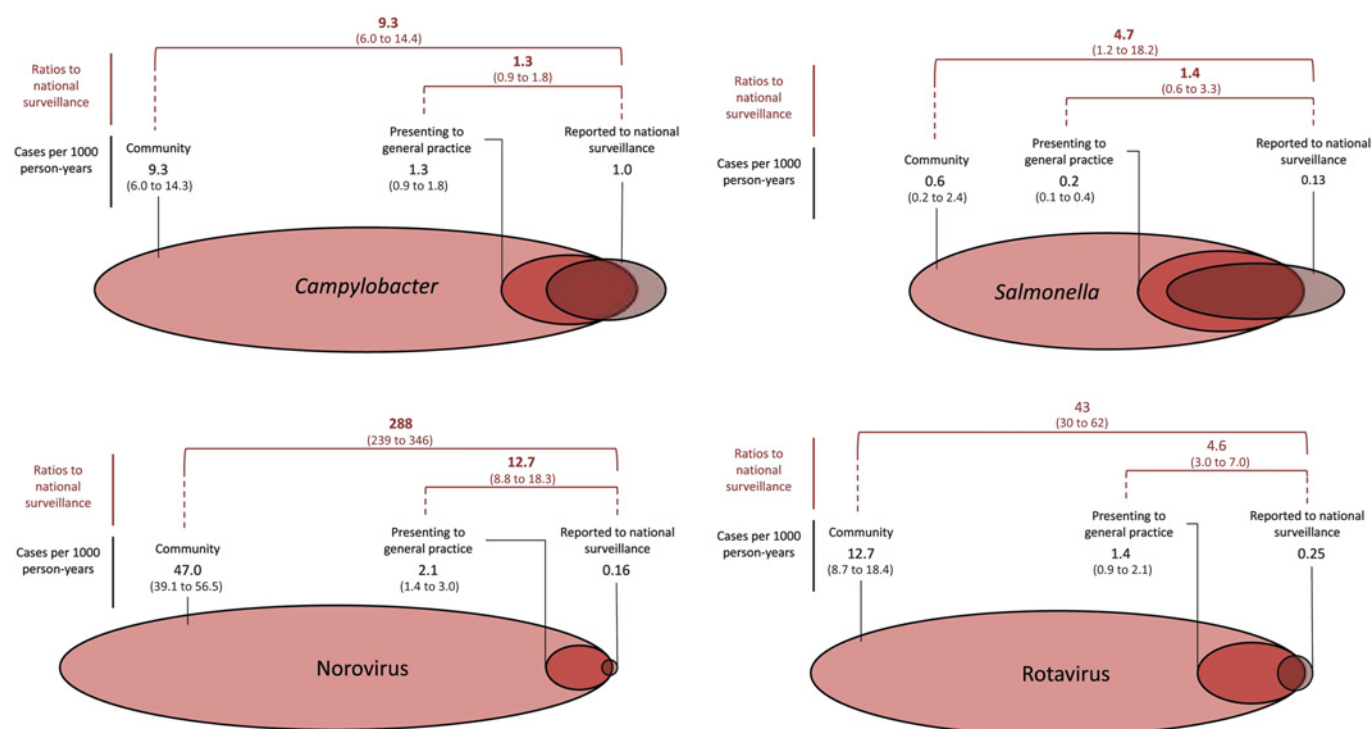 9.3
(6.0 to 14.4)
Ratios to
national
surveillance
1.3
(0.9 to 1.8)
Cases per 1000
person-years
Community
9.3
(6.0 to 14.3)
Presenting to
general practice
1.3
(0.9 to 1.8)
Reported to national
surveillance
1.0
Campylobacter
4.7
(1.2 to 18.2)
Ratios to
national
surveillance
1.4
(0.6 to 3.3)
Cases per 1000
person-years
Community
0.6
(0.2 to 2.4)
Presenting to
general practice
0.2
(0.1 to 0.4)
Reported to national
surveillance
0.13
Salmonella
288
(239 to 346)
Ratios to
national
surveillance
12.7
(8.8 to 18.3)
Cases per 1000
person-years
Community
47.0
(39.1 to 56.5)
Presenting to
general practice
2.1
(1.4 to 3.0)
Reported to national
surveillance
0.16
Norovirus
43
(30 to 62)
Ratios to
national
surveillance
4.6
(3.0 to 7.0)
Cases per 1000
person-years
Community
12.7
(8.7 to 18.4)
Presenting to
general practice
1.4
(0.9 to 2.1)
Reported to national
surveillance
0.25
Rotavirus